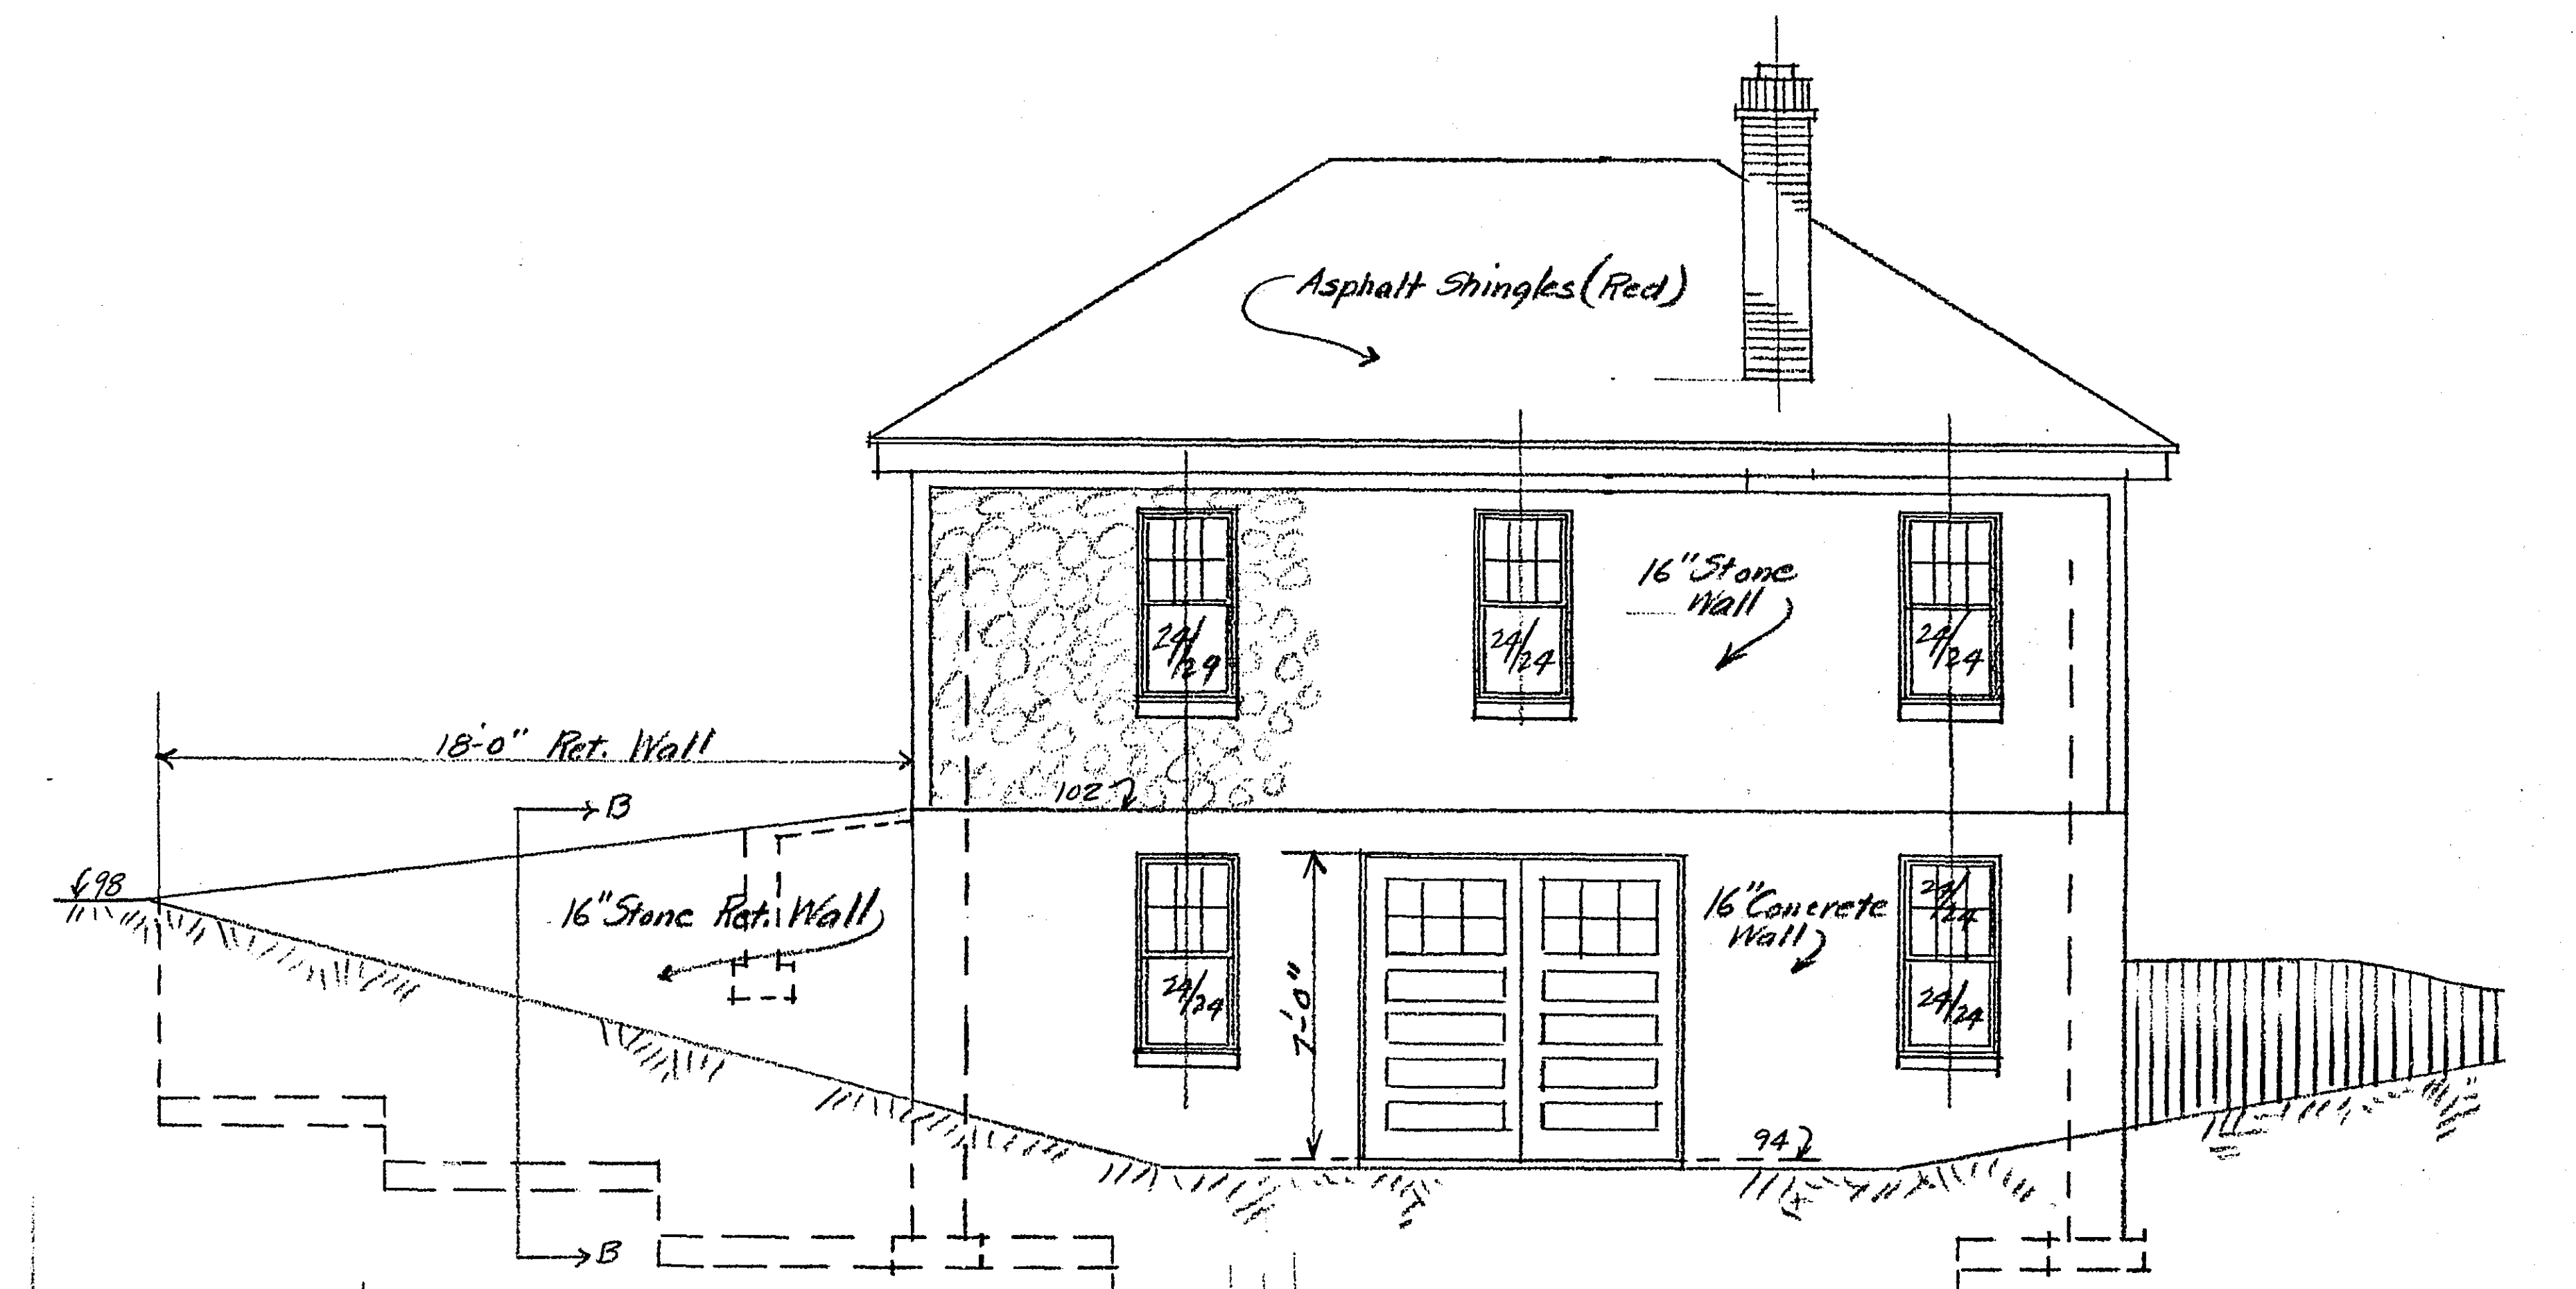 Asphalt Shingles (Red)
16" Stone
Wall
24/29
24/24
24/24
18'-0" Ret. Wall
102
B
98
16" Stone Ret. Wall
16" Concrete
Wall
24/24
24/24
24/24
7'-0"
94
B